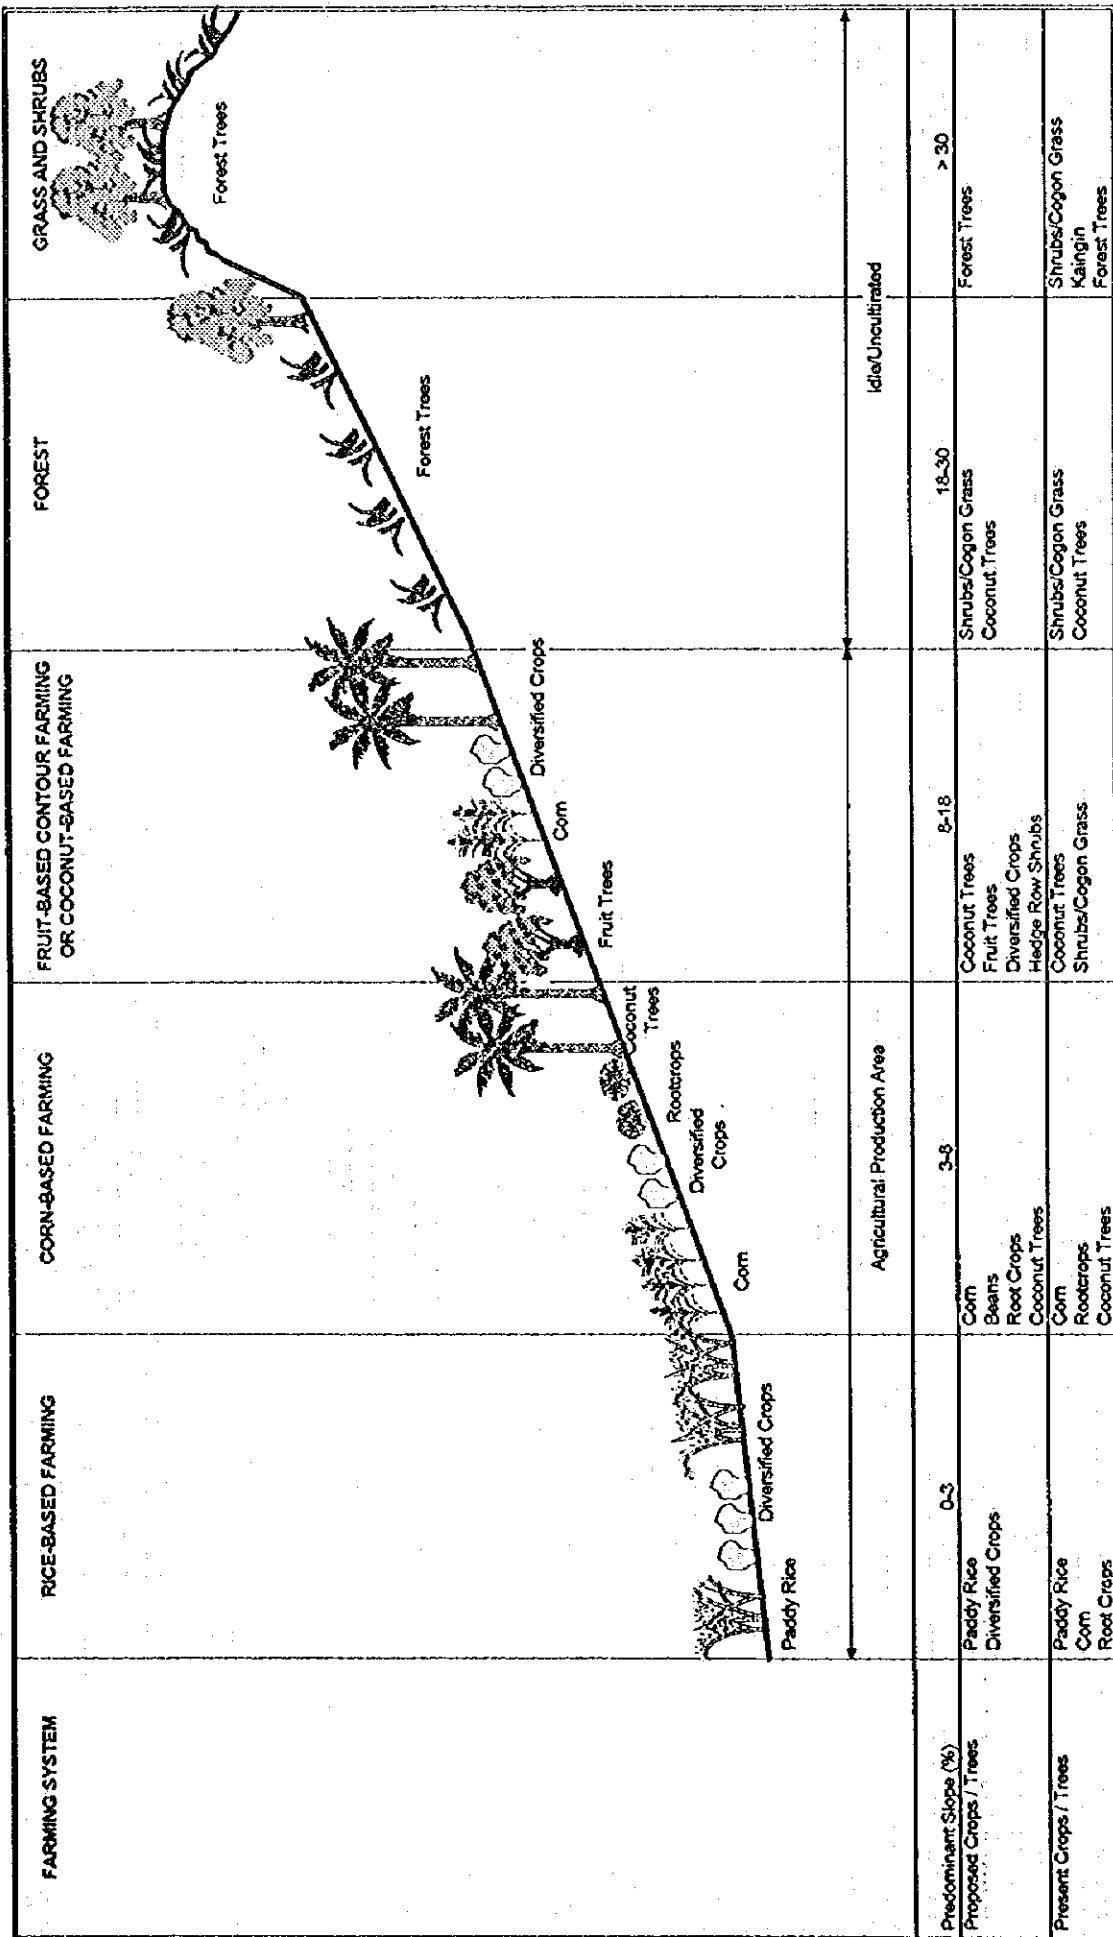 FARMING SYSTEM
RICE-BASED FARMING
CORN-BASED FARMING
FRUIT-BASED CONTOUR FARMING
OR COCONUT-BASED FARMING
FOREST
GRASS AND SHRUBS
Paddy Rice
Diversified Crops
Corn
Diversified
Crops
Rootcrops
Coconut
Trees
Fruit Trees
Corn
Diversified Crops
Forest Trees
Forest Trees
Agricultural Production Area
Idle/Uncultirated
Predominant Slope (%)
0-3
3-8
8-18
18-30
> 30
Proposed Crops / Trees
Paddy Rice
Diversified Crops
Corn
Beans
Root Crops
Coconut Trees
Coconut Trees
Fruit Trees
Diversified Crops
Hedge Row Shrubs
Shrubs/Cogon Grass
Coconut Trees
Forest Trees
Present Crops / Trees
Paddy Rice
Corn
Root Crops
Corn
Rootcrops
Coconut Trees
Coconut Trees
Shrubs/Cogon Grass
Shrubs/Cogon Grass
Coconut Trees
Shrubs/Cogon Grass
Kaingin
Forest Trees